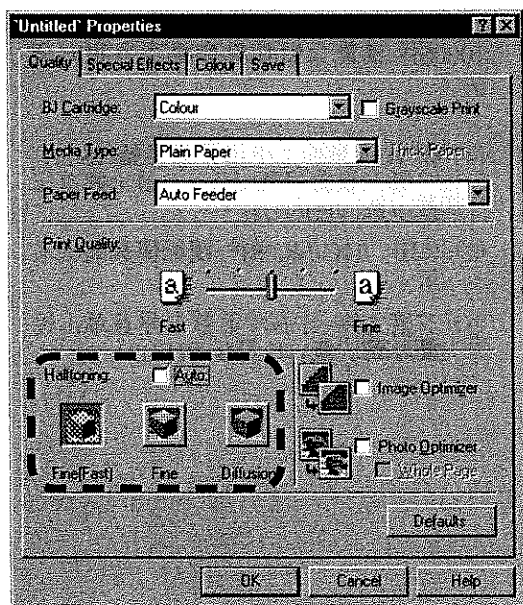 `Untitled` Properties
Quality Special Effects Colour Save
BJ Cartridge: Colour Grayscale Print
Media Type: Plain Paper Thick Paper
Paper Feed: Auto Feeder
Print Quality:
a a
Fast Fine
Halftoning: Auto
Image Optimizer
Photo Optimizer
Whole Page
Fine(Fast) Fine Diffusion
Defaults
OK Cancel Help